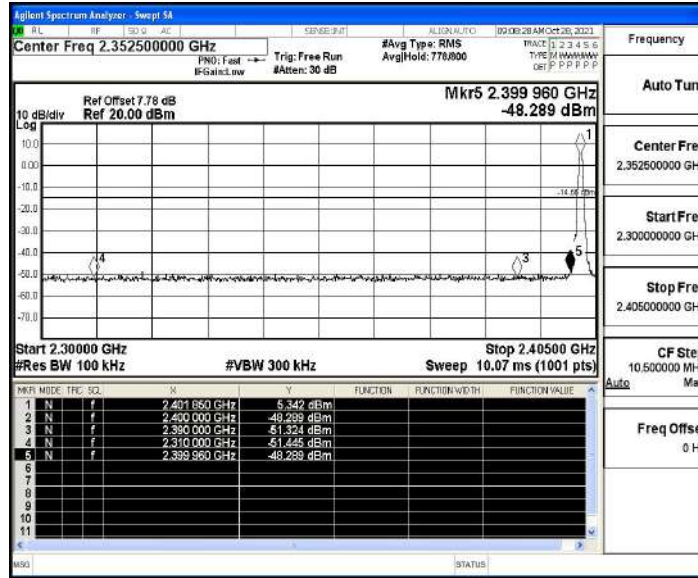 Agilent Spectrum Analyzer - Swept SA
RL RF 50 Ω AC SENSE:INT ALIGN AUTO 09:08:28 AM Oct 28, 2021
Center Freq 2.352500000 GHz
PNO: Fast
IFGain:Low
Trig: Free Run
#Atten: 30 dB
#Avg Type: RMS
Avg|Hold: 778/800
TRACE 1 2 3 4 5 6
TYPE M
DET P P P P P P
Frequency
Auto Tun
Center Fre
2.352500000 GH
Start Fre
2.300000000 GH
Stop Fre
2.405000000 GH
CF Ste
10.500000 MH
Auto Ma
Freq Offse
0 H
Mkr5 2.399 960 GHz
-48.289 dBm
Ref Offset 7.78 dB
10 dB/div Ref 20.00 dBm
Log
10.0
0.00
-10.0
-20.0
-30.0
-40.0
-50.0
-60.0
-70.0
1
3
4
5
Start 2.30000 GHz Stop 2.40500 GHz
#Res BW 100 kHz #VBW 300 kHz Sweep 10.07 ms (1001 pts)
MKR MODE TRC SCL X Y FUNCTION FUNCTION WIDTH FUNCTION VALUE
1 N f 2.401 850 GHz 5.342 dBm
2 N f 2.400 000 GHz -48.289 dBm
3 N f 2.390 000 GHz -51.324 dBm
4 N f 2.310 000 GHz -51.445 dBm
5 N f 2.399 960 GHz -48.289 dBm
6
7
8
9
10
11
MSG STATUS